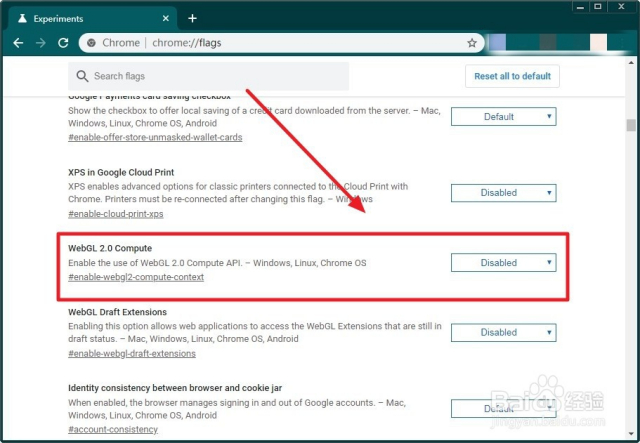 Experiments
Chrome | chrome://flags
Search flags
Reset all to default
Google Payments card saving checkbox
Show the checkbox to offer local saving of a credit card downloaded from the server. – Mac,
Windows, Linux, Chrome OS, Android
#enable-offer-store-unmasked-wallet-cards
Default
XPS in Google Cloud Print
XPS enables advanced options for classic printers connected to the Cloud Print with
Chrome. Printers must be re-connected after changing this flag. – Windows
#enable-cloud-print-xps
Disabled
WebGL 2.0 Compute
Enable the use of WebGL 2.0 Compute API. – Windows, Linux, Chrome OS
#enable-webgl2-compute-context
Disabled
WebGL Draft Extensions
Enabling this option allows web applications to access the WebGL Extensions that are still in
draft status. – Mac, Windows, Linux, Chrome OS, Android
#enable-webgl-draft-extensions
Disabled
Identity consistency between browser and cookie jar
When enabled, the browser manages signing in and out of Google accounts. – Mac,
Windows, Linux, Chrome OS, Android
#account-consistency
Default
Baidu 经验
jingyan.baidu.com